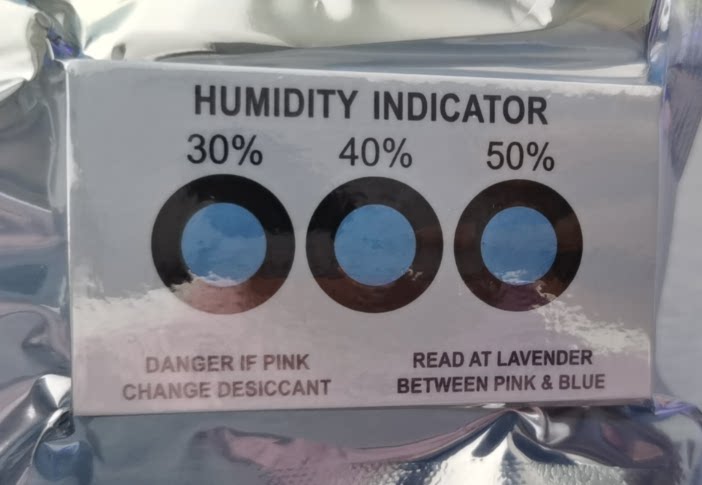 HUMIDITY INDICATOR
30% 40% 50%
DANGER IF PINK
CHANGE DESICCANT
READ AT LAVENDER
BETWEEN PINK & BLUE